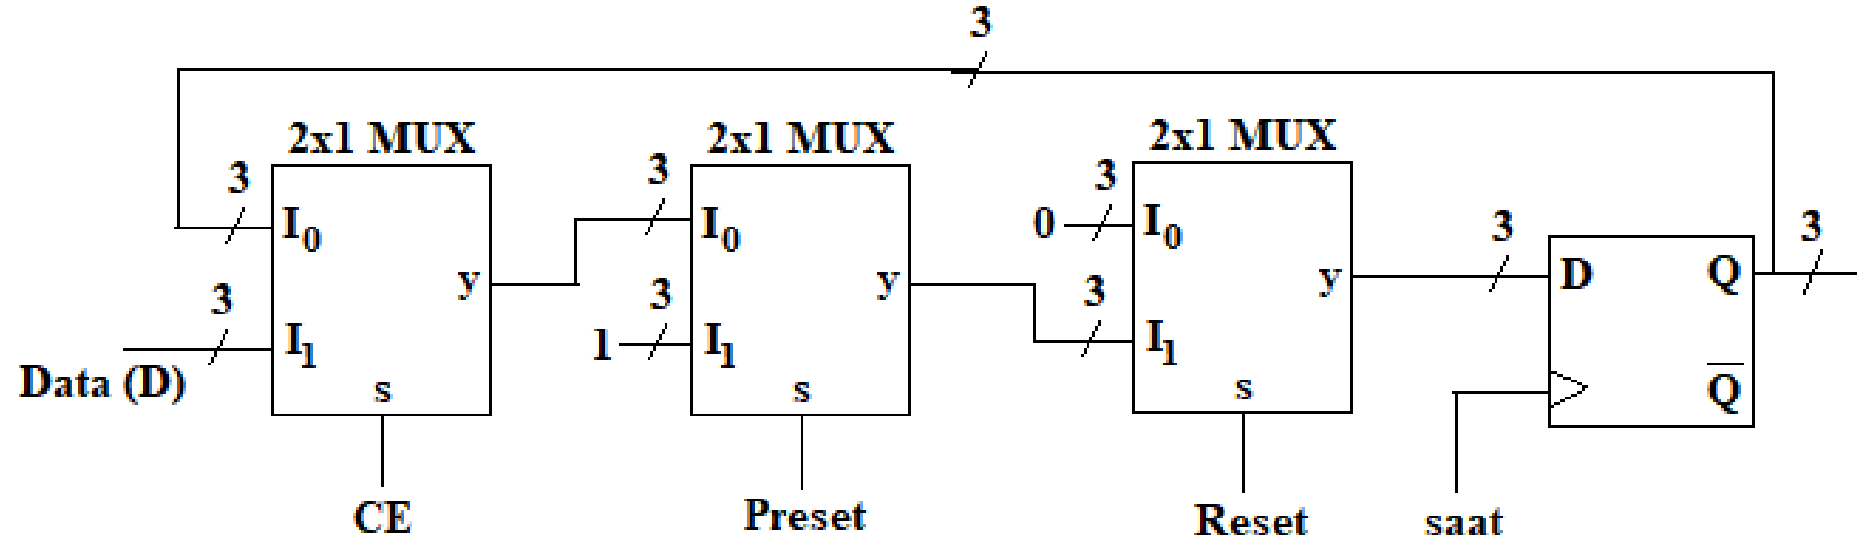 3
2x1 MUX 2x1 MUX 2x1 MUX
3 3 3
I0 I0 0 I0
3 3
y y y D Q
3 3 3
I1 1 I1 I1
Data (D)
s s s Q̅
CE Preset Reset saat